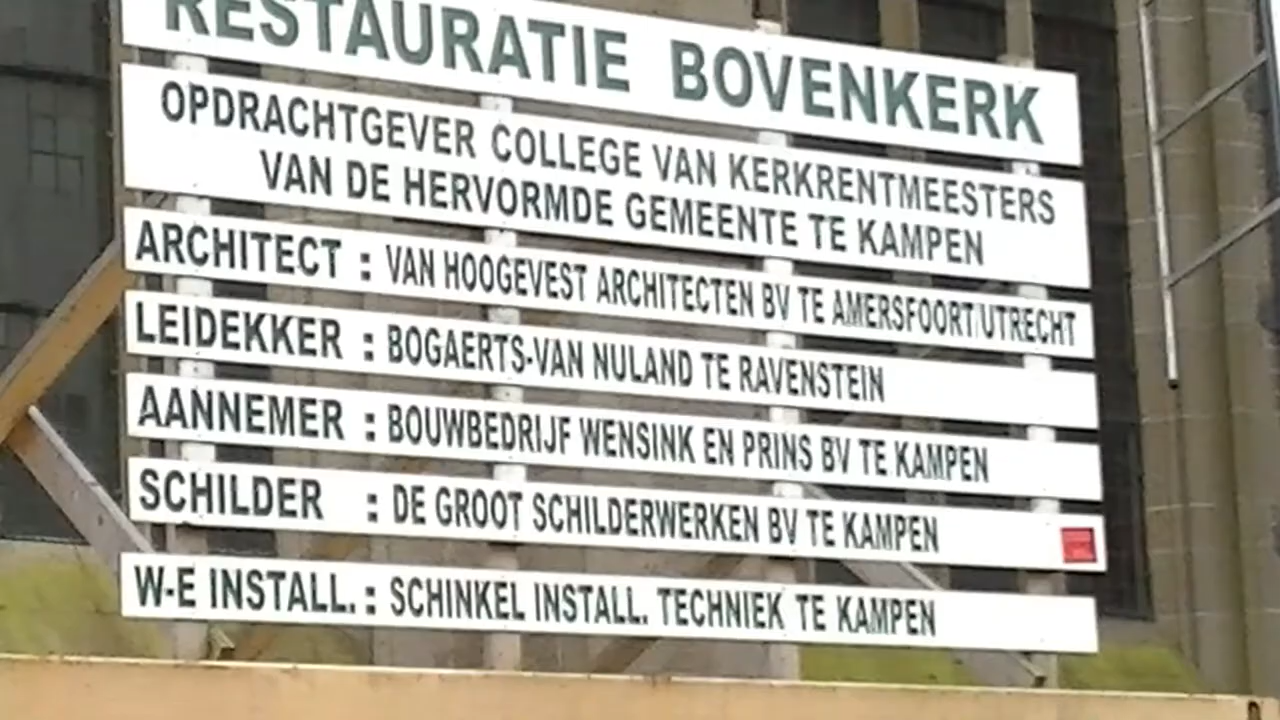 RESTAURATIE BOVENKERK
OPDRACHTGEVER COLLEGE VAN KERKRENTMEESTERS
VAN DE HERVORMDE GEMEENTE TE KAMPEN
ARCHITECT : VAN HOOGEVEST ARCHITECTEN BV TE AMERSFOORT/UTRECHT
LEIDEKKER : BOGAERTS-VAN NULAND TE RAVENSTEIN
AANNEMER : BOUWBEDRIJF WENSINK EN PRINS BV TE KAMPEN
SCHILDER : DE GROOT SCHILDERWERKEN BV TE KAMPEN
W-E INSTALL. : SCHINKEL INSTALL. TECHNIEK TE KAMPEN